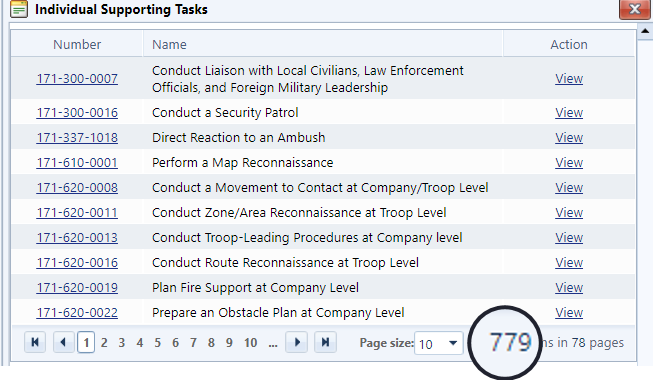 Individual Supporting Tasks
Number Name Action
171-300-0007 Conduct Liaison with Local Civilians, Law Enforcement Officials, and Foreign Military Leadership View
171-300-0016 Conduct a Security Patrol View
171-337-1018 Direct Reaction to an Ambush View
171-610-0001 Perform a Map Reconnaissance View
171-620-0008 Conduct a Movement to Contact at Company/Troop Level View
171-620-0011 Conduct Zone/Area Reconnaissance at Troop Level View
171-620-0013 Conduct Troop-Leading Procedures at Company level View
171-620-0016 Conduct Route Reconnaissance at Troop Level View
171-620-0019 Plan Fire Support at Company Level View
171-620-0022 Prepare an Obstacle Plan at Company Level View
1 2 3 4 5 6 7 8 9 10 ... Page size: 10 779 in 78 pages